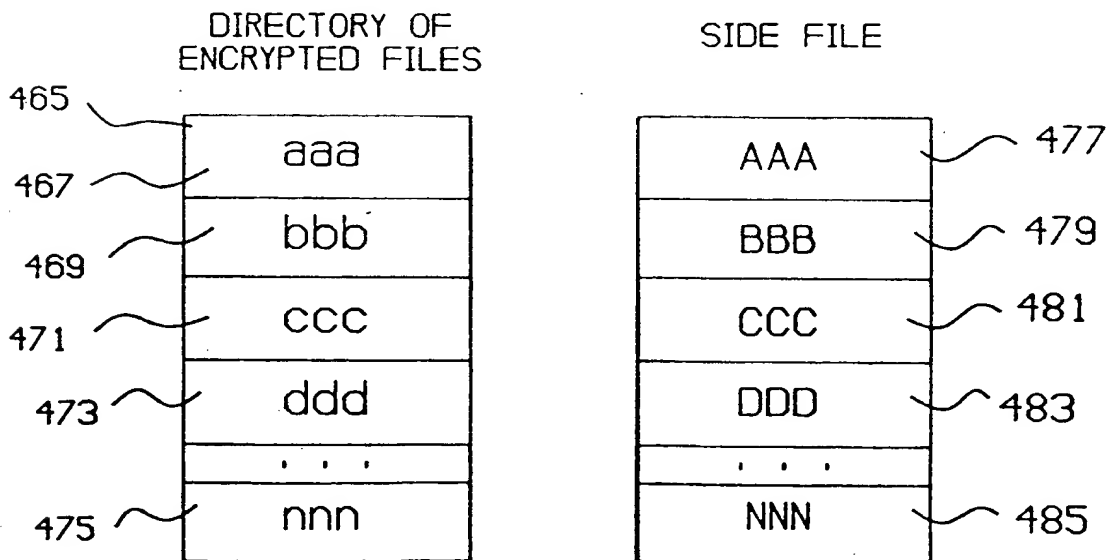 DIRECTORY OF
ENCRYPTED FILES
SIDE FILE
465
467
aaa
AAA
477
469
bbb
BBB
479
471
ccc
CCC
481
473
ddd
DDD
483
. . .
. . .
475
nnn
NNN
485